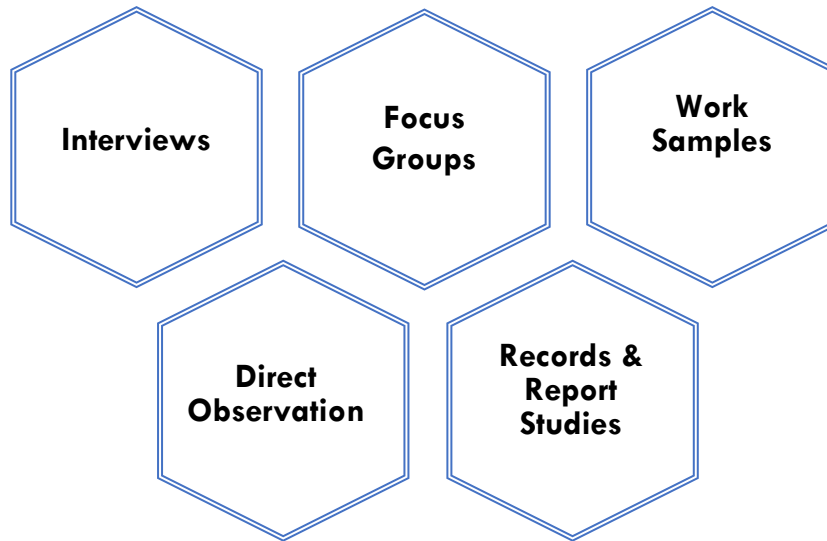 Interviews
Focus
Groups
Work
Samples
Direct
Observation
Records &
Report
Studies